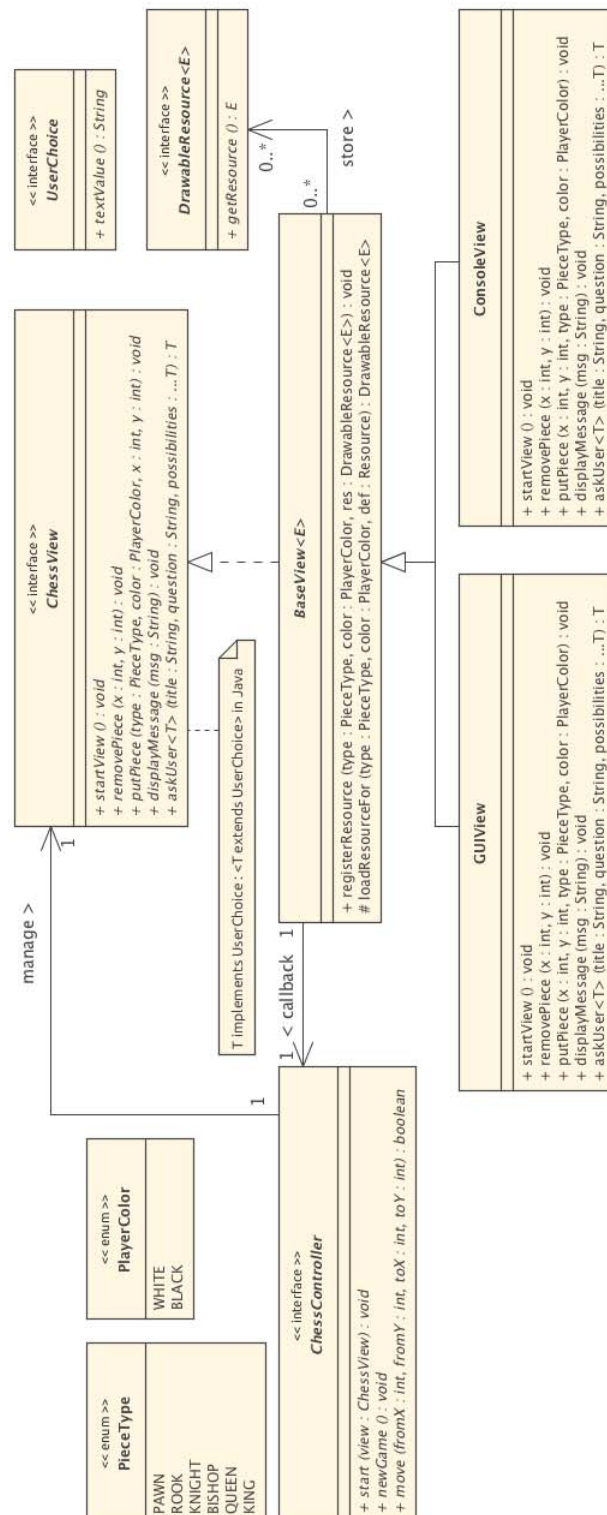 << enum >>
PieceType
PAWN
ROOK
KNIGHT
BISHOP
QUEEN
KING
<< enum >>
PlayerColor
WHITE
BLACK
manage >
1
1
<< interface >>
ChessView
+ startView () : void
+ removePiece (x : int, y : int) : void
+ putPiece (type : PieceType, color : PlayerColor, x : int, y : int) : void
+ displayMessage (msg : String) : void
+ askUser<T> (title : String, question : String, possibilities : ...T) : T
<< interface >>
UserChoice
+ textValue () : String
<< interface >>
DrawableResource<E>
+ getResource () : E
0..*
0..*
store >
T implements UserChoice : <T extends UserChoice> in Java
<< interface >>
ChessController
+ start (view : ChessView) : void
+ newGame () : void
+ move (fromX : int, fromY : int, toX : int, toY : int) : boolean
1 < callback 1
BaseView<E>
+ registerResource (type : PieceType, color : PlayerColor, res : DrawableResource<E>) : void
# loadResourceFor (type : PieceType, color : PlayerColor, def : Resource) : DrawableResource<E>
GUIView
+ startView () : void
+ removePiece (x : int, y : int) : void
+ putPiece (x : int, y : int, type : PieceType, color : PlayerColor) : void
+ displayMessage (msg : String) : void
+ askUser<T> (title : String, question : String, possibilities : ...T) : T
ConsoleView
+ startView () : void
+ removePiece (x : int, y : int) : void
+ putPiece (x : int, y : int, type : PieceType, color : PlayerColor) : void
+ displayMessage (msg : String) : void
+ askUser<T> (title : String, question : String, possibilities : ...T) : T